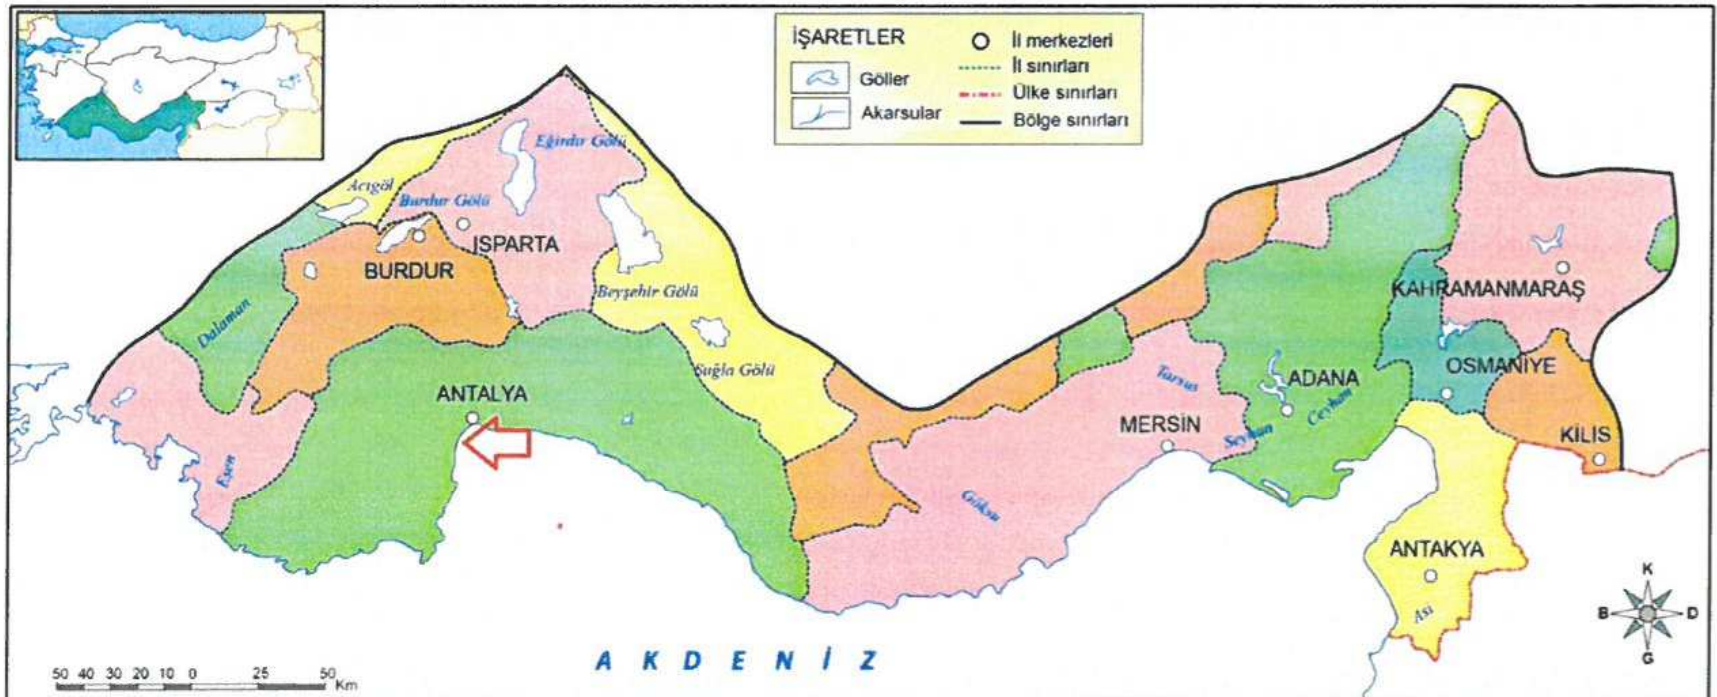 İŞARETLER
Göller
Akarsular
İl merkezleri
İl sınırları
Ülke sınırları
Bölge sınırları
Eğirdir Gölü
Acıgöl
Burdur Gölü
ISPARTA
BURDUR
Beyşehir Gölü
Dalaman
Suğla Gölü
ANTALYA
Eşen
KAHRAMANMARAŞ
OSMANİYE
Tarsus
ADANA
Ceyhan
MERSİN
Seyhan
KİLİS
Göksu
ANTAKYA
Asi
K
B D
G
AKDENİZ
50 40 30 20 10 0 25 50
Km